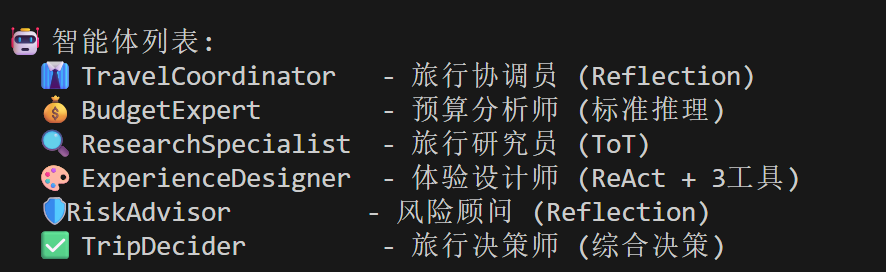 🤖 智能体列表:
👔 TravelCoordinator - 旅行协调员 (Reflection)
💰 BudgetExpert - 预算分析师 (标准推理)
🔍 ResearchSpecialist - 旅行研究员 (ToT)
🎨 ExperienceDesigner - 体验设计师 (ReAct + 3工具)
🛡️RiskAdvisor - 风险顾问 (Reflection)
✅ TripDecider - 旅行决策师 (综合决策)